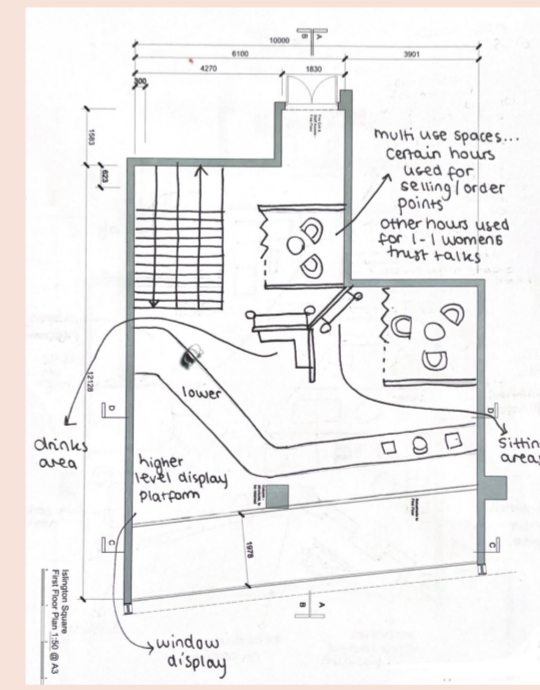 A
B
10000
6100
3901
4270
1830
300
1563
623
multi use spaces...
certain hours
used for
selling/order
points
other hours used
for 1-1 womens
trust talks
12128
D
D
lower
drinks
area
sitting
areas
higher
level display
platform
C
C
1978
A
B
Islington Square
First Floor Plan 1:50 @ A3
window
display